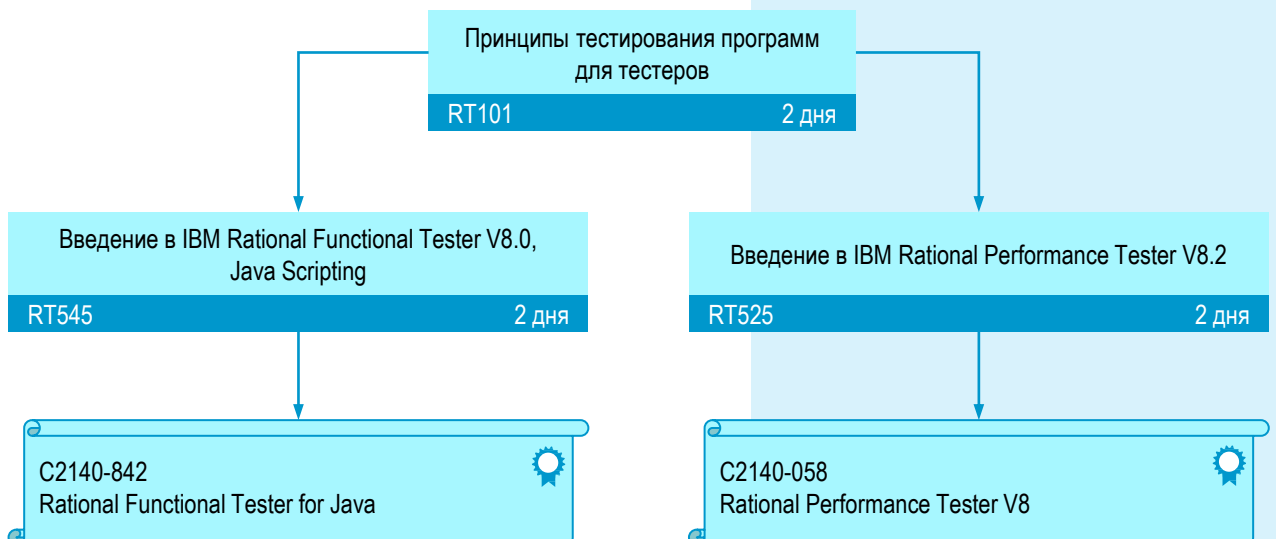 Принципы тестирования программ
для тестеров
RT101 2 дня
Введение в IBM Rational Functional Tester V8.0,
Java Scripting
RT545 2 дня
Введение в IBM Rational Performance Tester V8.2
RT525 2 дня
C2140-842
Rational Functional Tester for Java
C2140-058
Rational Performance Tester V8